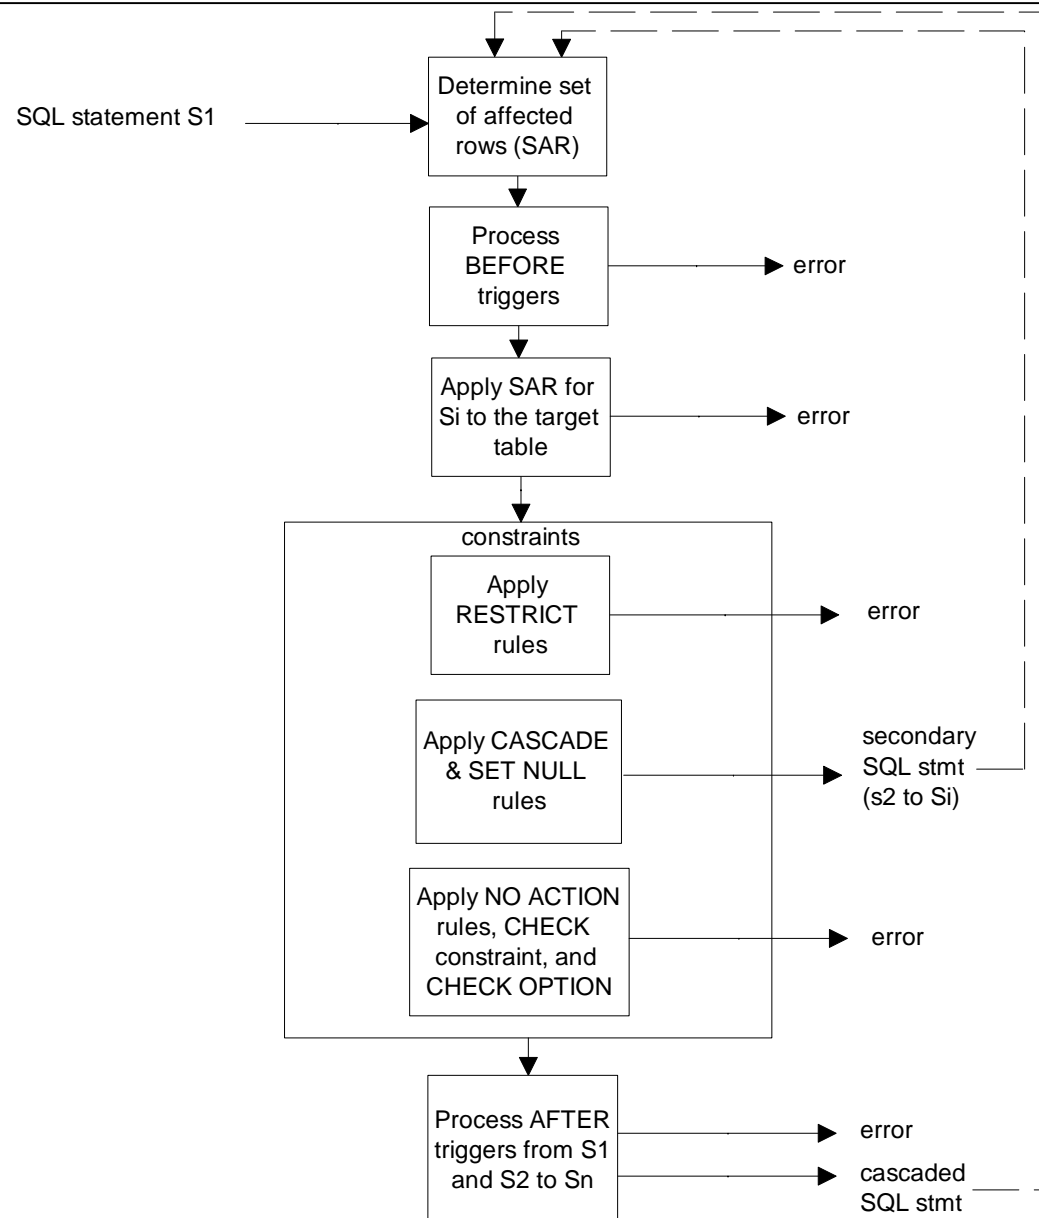 Determine set
of affected
rows (SAR)
SQL statement S1
Process
BEFORE
triggers
error
Apply SAR for
Si to the target
table
error
constraints
Apply
RESTRICT
rules
error
Apply CASCADE
& SET NULL
rules
secondary
SQL stmt
(s2 to Si)
Apply NO ACTION
rules, CHECK
constraint, and
CHECK OPTION
error
Process AFTER
triggers from S1
and S2 to Sn
error
cascaded
SQL stmt